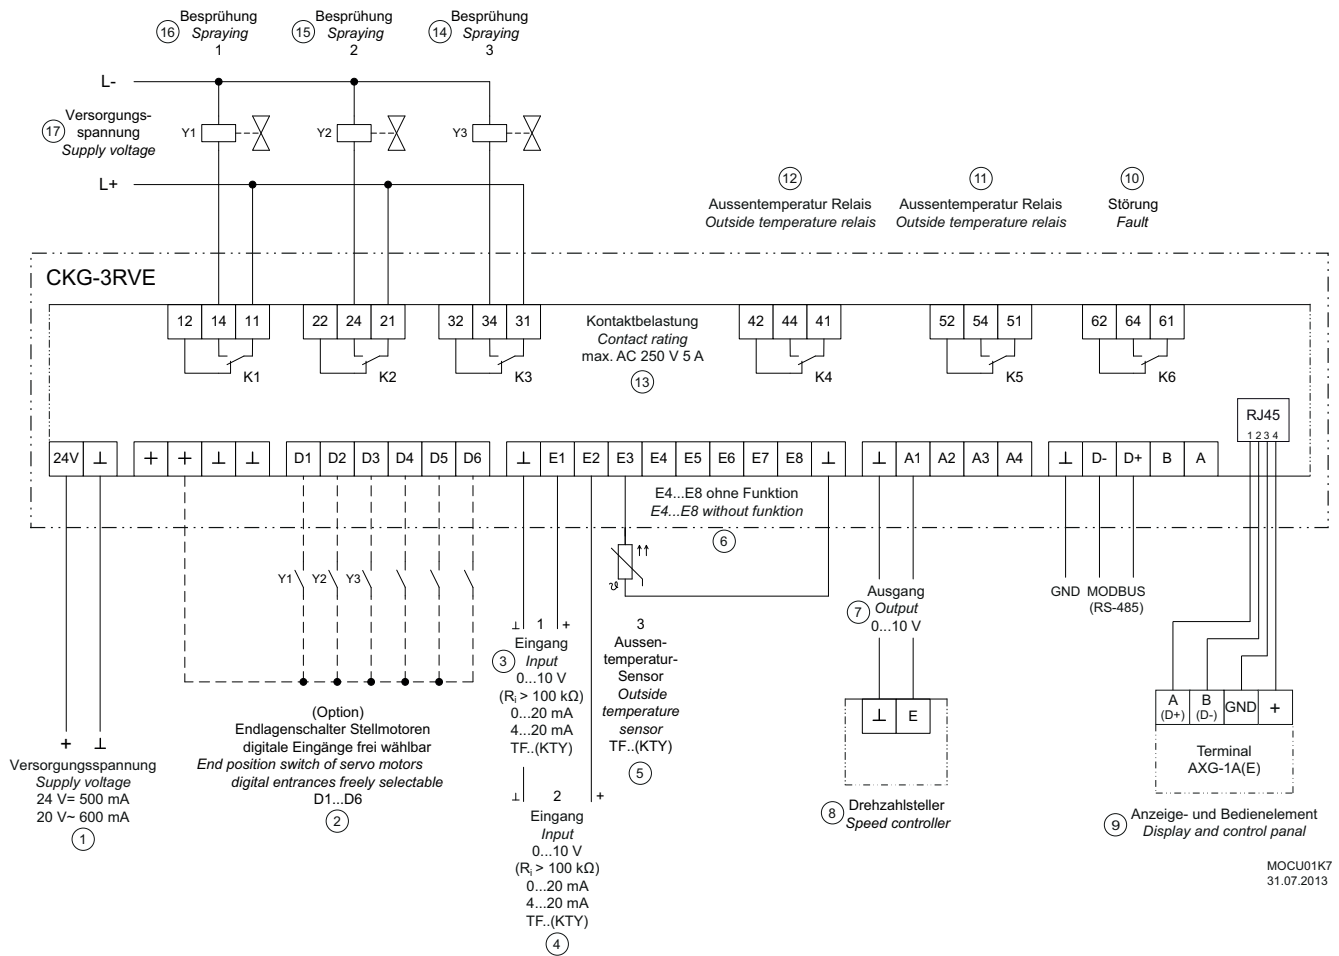 16
Besprühung
Spraying
1
15
Besprühung
Spraying
2
14
Besprühung
Spraying
3
L-
17
Versorgungs-
spannung
Supply voltage
Y1
Y2
Y3
L+
12
Aussentemperatur Relais
Outside temperature relais
11
Aussentemperatur Relais
Outside temperature relais
10
Störung
Fault
CKG-3RVE
12 14 11
K1
22 24 21
K2
32 34 31
K3
Kontaktbelastung
Contact rating
max. AC 250 V 5 A
13
42 44 41
K4
52 54 51
K5
62 64 61
K6
RJ45
1 2 3 4
24V ⊥
+ + ⊥ ⊥
D1 D2 D3 D4 D5 D6
⊥ E1 E2 E3 E4 E5 E6 E7 E8 ⊥
⊥ A1 A2 A3 A4
⊥ D- D+ B A
E4...E8 ohne Funktion
E4...E8 without funktion
6
Y1 Y2 Y3
ϑ
+ ⊥
Versorgungsspannung
Supply voltage
24 V= 500 mA
20 V~ 600 mA
1
(Option)
Endlagenschalter Stellmotoren
digitale Eingänge frei wählbar
End position switch of servo motors
digital entrances freely selectable
D1...D6
2
⊥ 1 +
Eingang
3
Input
0...10 V
(Ri > 100 kΩ)
0...20 mA
4...20 mA
TF..(KTY)
⊥ 2 +
Eingang
Input
0...10 V
(Ri > 100 kΩ)
0...20 mA
4...20 mA
TF..(KTY)
4
3
Aussen-
temperatur-
Sensor
Outside
temperature
sensor
TF..(KTY)
5
Ausgang
7
Output
0...10 V
⊥ E
8
Drehzahlsteller
Speed controller
GND MODBUS
(RS-485)
A
(D+)
B
(D-)
GND
+
Terminal
AXG-1A(E)
9
Anzeige- und Bedienelement
Display and control panal
MOCU01K7
31.07.2013